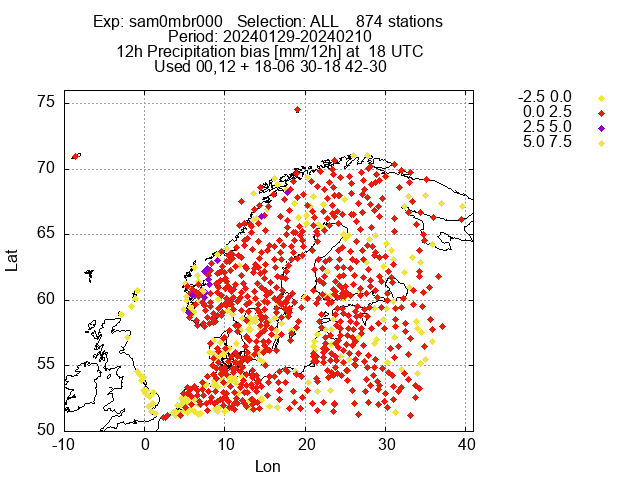 Exp: sam0mbr000 Selection: ALL 874 stations
Period: 20240129-20240210
12h Precipitation bias [mm/12h] at 18 UTC
Used 00,12 + 18-06 30-18 42-30
-2.5 0.0
0.0 2.5
2.5 5.0
5.0 7.5
75
70
65
60
55
50
Lat
-10 0 10 20 30 40
Lon